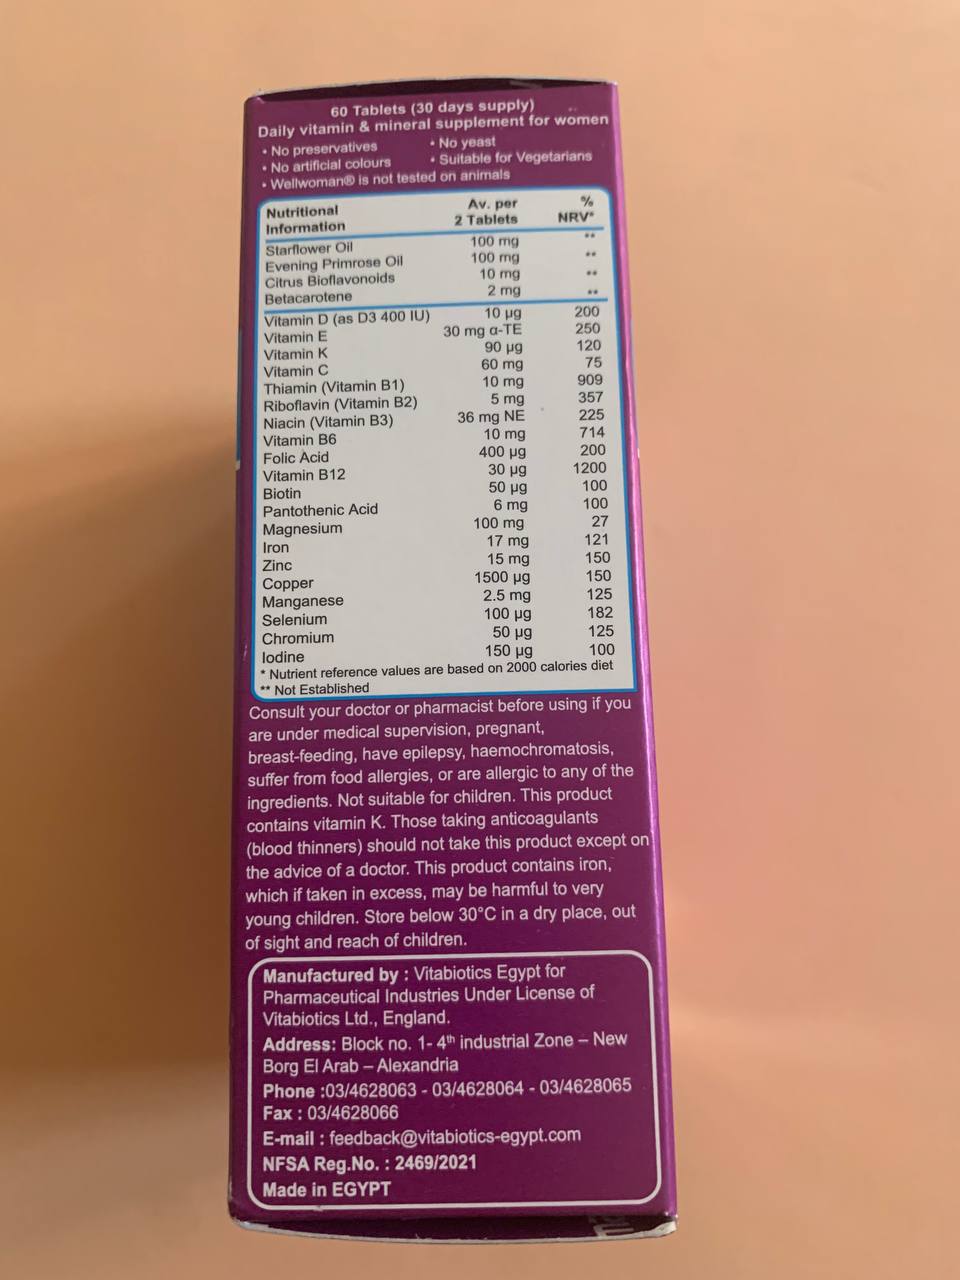 60 Tablets (30 days supply)
Daily vitamin & mineral supplement for women
• No preservatives • No yeast
• No artificial colours • Suitable for Vegetarians
• Wellwoman® is not tested on animals
Nutritional Information Av. per 2 Tablets % NRV*
Starflower Oil 100 mg **
Evening Primrose Oil 100 mg **
Citrus Bioflavonoids 10 mg **
Betacarotene 2 mg **
Vitamin D (as D3 400 IU) 10 µg 200
Vitamin E 30 mg α-TE 250
Vitamin K 90 µg 120
Vitamin C 60 mg 75
Thiamin (Vitamin B1) 10 mg 909
Riboflavin (Vitamin B2) 5 mg 357
Niacin (Vitamin B3) 36 mg NE 225
Vitamin B6 10 mg 714
Folic Acid 400 µg 200
Vitamin B12 30 µg 1200
Biotin 50 µg 100
Pantothenic Acid 6 mg 100
Magnesium 100 mg 27
Iron 17 mg 121
Zinc 15 mg 150
Copper 1500 µg 150
Manganese 2.5 mg 125
Selenium 100 µg 182
Chromium 50 µg 125
Iodine 150 µg 100
* Nutrient reference values are based on 2000 calories diet
** Not Established
Consult your doctor or pharmacist before using if you
are under medical supervision, pregnant,
breast-feeding, have epilepsy, haemochromatosis,
suffer from food allergies, or are allergic to any of the
ingredients. Not suitable for children. This product
contains vitamin K. Those taking anticoagulants
(blood thinners) should not take this product except on
the advice of a doctor. This product contains iron,
which if taken in excess, may be harmful to very
young children. Store below 30°C in a dry place, out
of sight and reach of children.
Manufactured by : Vitabiotics Egypt for
Pharmaceutical Industries Under License of
Vitabiotics Ltd., England.
Address: Block no. 1- 4th industrial Zone – New
Borg El Arab – Alexandria
Phone :03/4628063 - 03/4628064 - 03/4628065
Fax : 03/4628066
E-mail : feedback@vitabiotics-egypt.com
NFSA Reg.No. : 2469/2021
Made in EGYPT